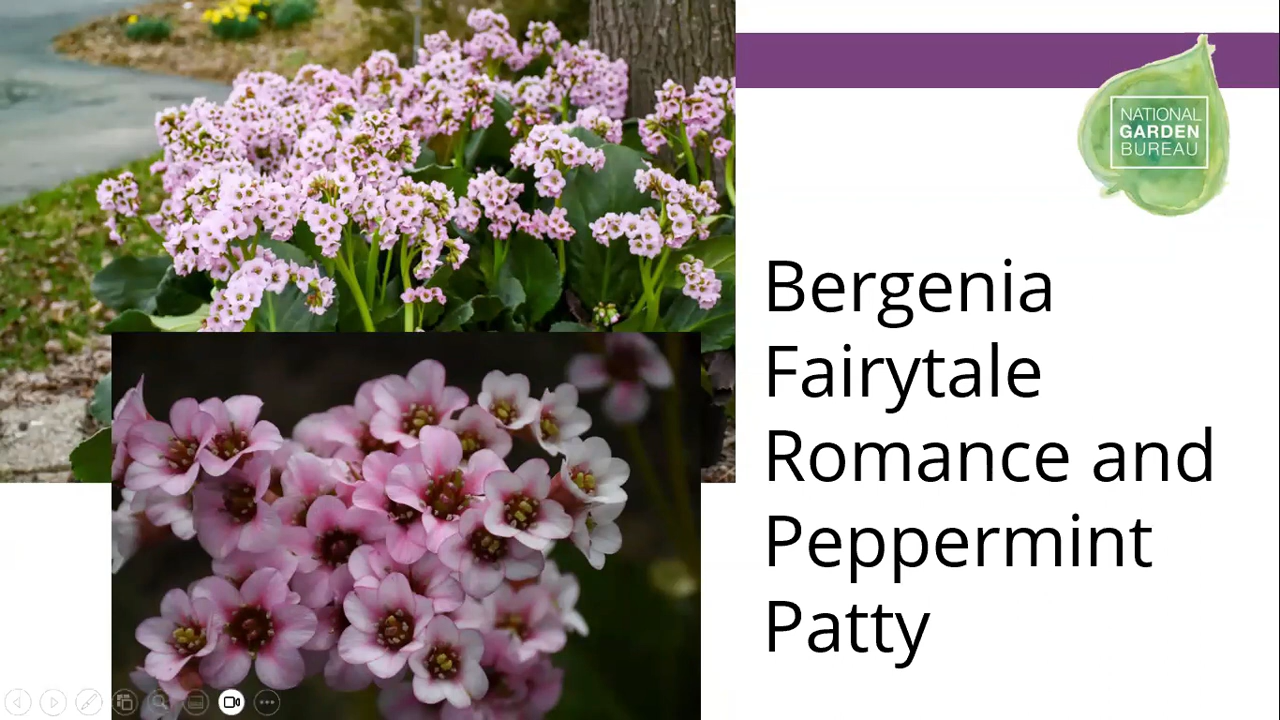 NATIONAL
GARDEN
BUREAU
Bergenia
Fairytale
Romance and
Peppermint
Patty